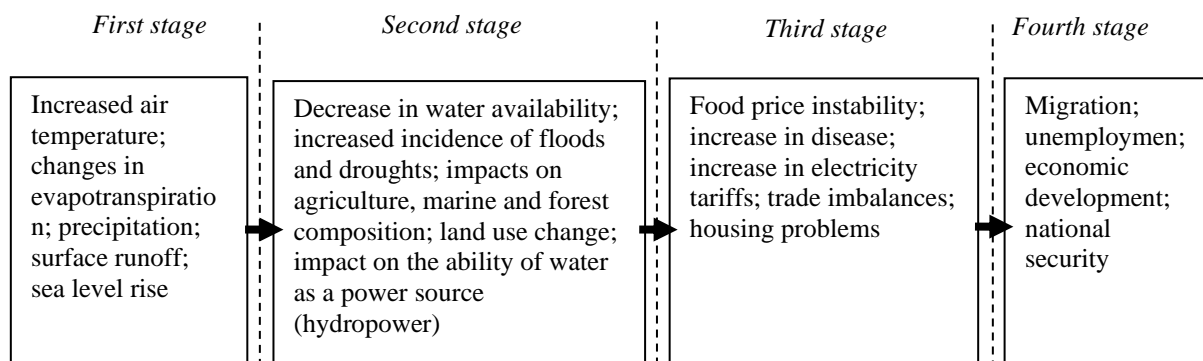 First stage
Second stage
Third stage
Fourth stage
Increased air
temperature;
changes in
evapotranspiratio
n; precipitation;
surface runoff;
sea level rise
Decrease in water availability;
increased incidence of floods
and droughts; impacts on
agriculture, marine and forest
composition; land use change;
impact on the ability of water
as a power source
(hydropower)
Food price instability;
increase in disease;
increase in electricity
tariffs; trade imbalances;
housing problems
Migration;
unemploymen;
economic
development;
national
security